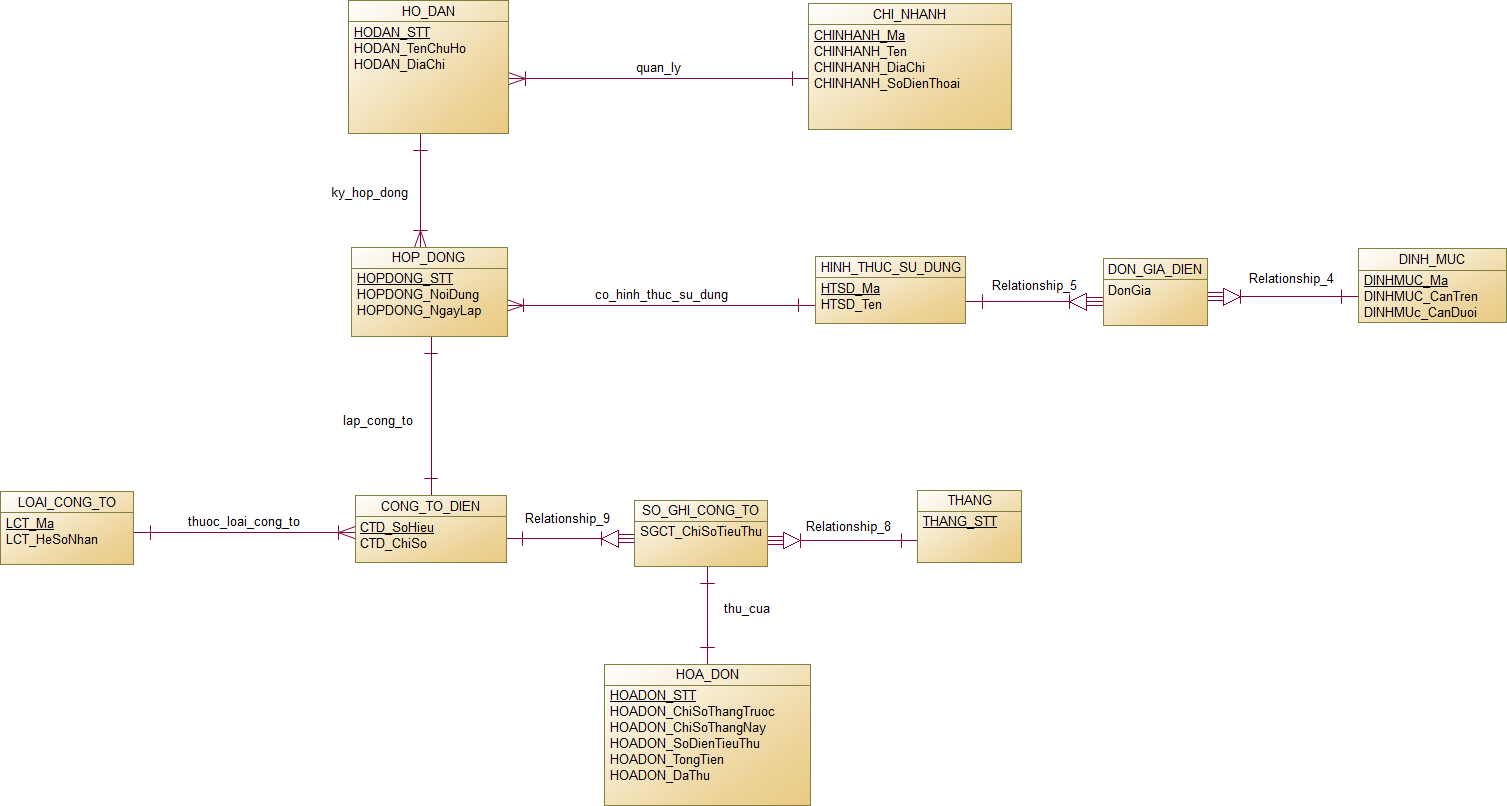 HO_DAN
HODAN_STT
HODAN_TenChuHo
HODAN_DiaChi
quan_ly
CHI_NHANH
CHINHANH_Ma
CHINHANH_Ten
CHINHANH_DiaChi
CHINHANH_SoDienThoai
ky_hop_dong
HOP_DONG
HOPDONG_STT
HOPDONG_NoiDung
HOPDONG_NgayLap
co_hinh_thuc_su_dung
HINH_THUC_SU_DUNG
HTSD_Ma
HTSD_Ten
Relationship_5
DON_GIA_DIEN
DonGia
Relationship_4
DINH_MUC
DINHMUC_Ma
DINHMUC_CanTren
DINHMUc_CanDuoi
lap_cong_to
LOAI_CONG_TO
LCT_Ma
LCT_HeSoNhan
thuoc_loai_cong_to
CONG_TO_DIEN
CTD_SoHieu
CTD_ChiSo
Relationship_9
SO_GHI_CONG_TO
SGCT_ChiSoTieuThu
Relationship_8
THANG
THANG_STT
thu_cua
HOA_DON
HOADON_STT
HOADON_ChiSoThangTruoc
HOADON_ChiSoThangNay
HOADON_SoDienTieuThu
HOADON_TongTien
HOADON_DaThu